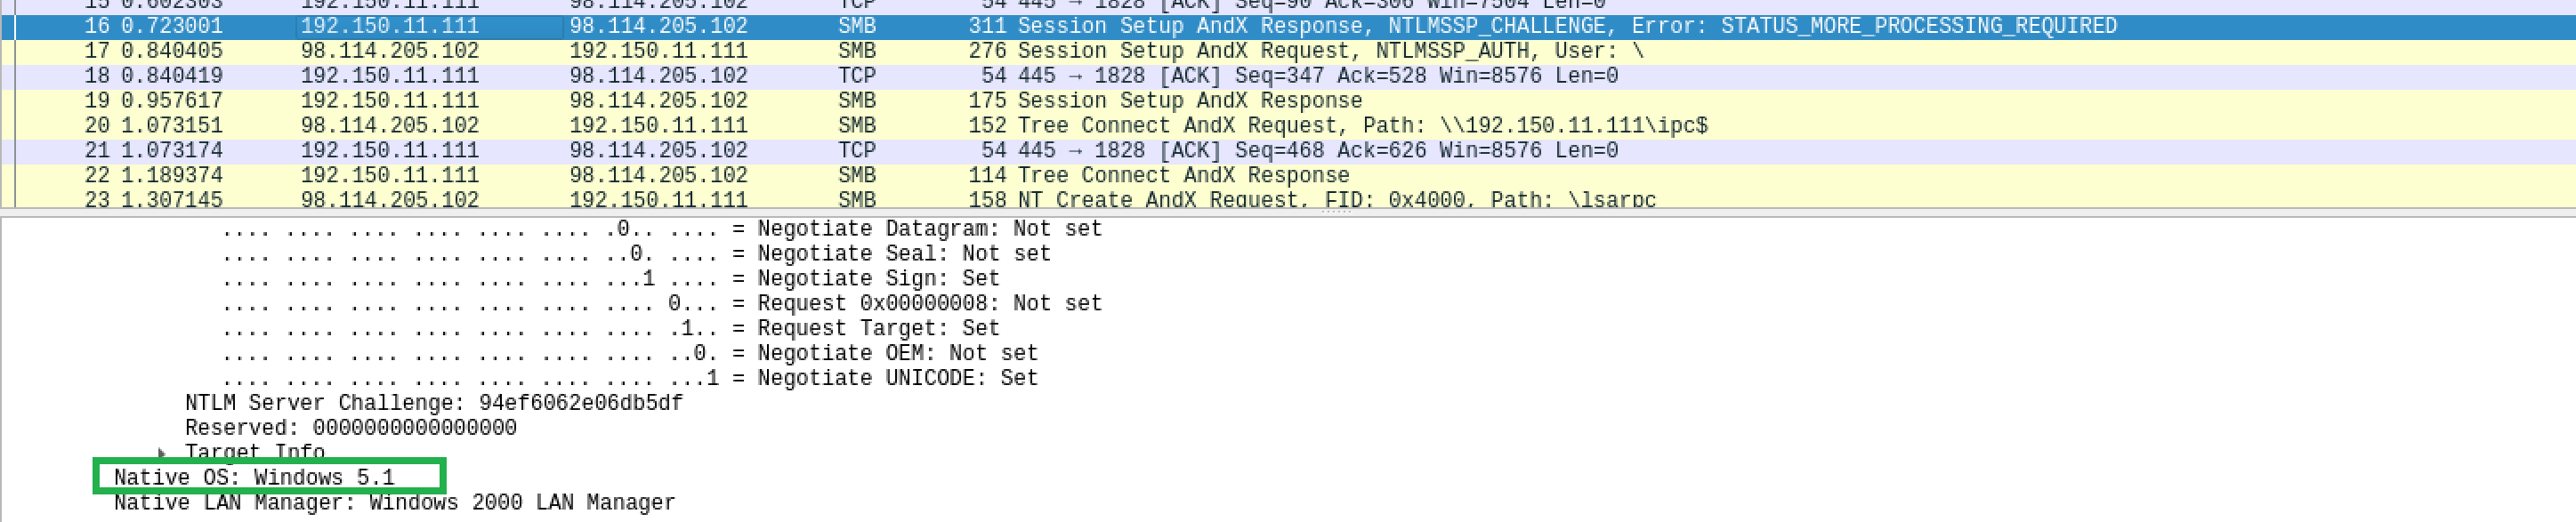 15 0.602303 192.150.11.111 98.114.205.102 TCP 54 445 → 1828 [ACK] Seq=90 Ack=306 Win=7504 Len=0
16 0.723001 192.150.11.111 98.114.205.102 SMB 311 Session Setup AndX Response, NTLMSSP_CHALLENGE, Error: STATUS_MORE_PROCESSING_REQUIRED
17 0.840405 98.114.205.102 192.150.11.111 SMB 276 Session Setup AndX Request, NTLMSSP_AUTH, User: \
18 0.840419 192.150.11.111 98.114.205.102 TCP 54 445 → 1828 [ACK] Seq=347 Ack=528 Win=8576 Len=0
19 0.957617 192.150.11.111 98.114.205.102 SMB 175 Session Setup AndX Response
20 1.073151 98.114.205.102 192.150.11.111 SMB 152 Tree Connect AndX Request, Path: \\192.150.11.111\ipc$
21 1.073174 192.150.11.111 98.114.205.102 TCP 54 445 → 1828 [ACK] Seq=468 Ack=626 Win=8576 Len=0
22 1.189374 192.150.11.111 98.114.205.102 SMB 114 Tree Connect AndX Response
23 1.307145 98.114.205.102 192.150.11.111 SMB 158 NT Create AndX Request, FID: 0x4000, Path: \lsarpc
.... .... .... .... .... .... .0.. .... = Negotiate Datagram: Not set
.... .... .... .... .... .... ..0. .... = Negotiate Seal: Not set
.... .... .... .... .... .... ...1 .... = Negotiate Sign: Set
.... .... .... .... .... .... .... 0... = Request 0x00000008: Not set
.... .... .... .... .... .... .... .1.. = Request Target: Set
.... .... .... .... .... .... .... ..0. = Negotiate OEM: Not set
.... .... .... .... .... .... .... ...1 = Negotiate UNICODE: Set
NTLM Server Challenge: 94ef6062e06db5df
Reserved: 0000000000000000
Target Info
Native OS: Windows 5.1
Native LAN Manager: Windows 2000 LAN Manager